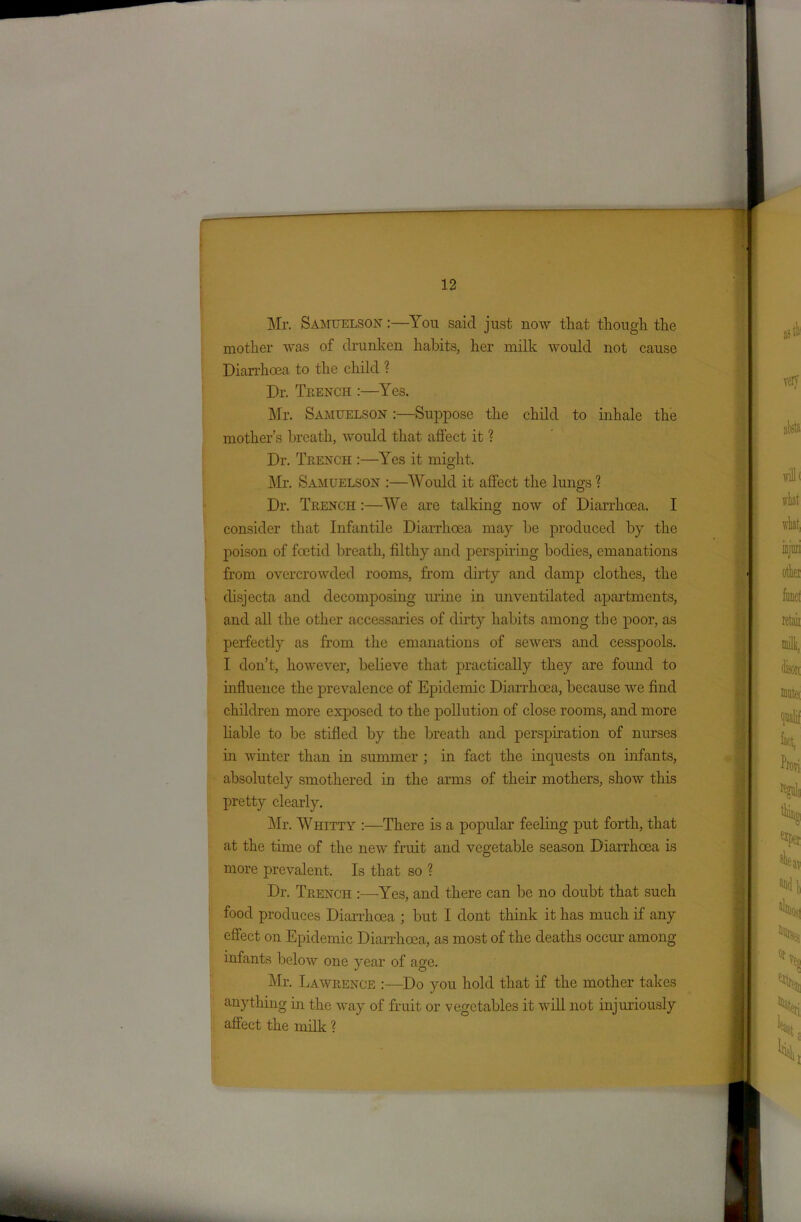 12
Mr. Samuelson:—You said just now that though the
mother was of drunken habits, her milk would not cause
Diarrhœa to the child ?
Dr. Trench :—Yes.
Mr. Samuelson :—Suppose the child to inhale the
mother's breath, would that affect it ?
Dr. Trench :—Yes it might.
Mr. Samuelson :—Would it affect the lungs ?
Dr. Trench :—We are talking now of Diarrhœa. I
consider that Infantile Diarrhœa may be produced by the
poison of fœtid breath, filthy and perspiring bodies, emanations
from overcrowded rooms, from dirty and damp clothes, the
disjecta and decomposing urine in unventilated apartments,
and all the other accessaries of dirty habits among the poor, as
perfectly as from the emanations of sewers and cesspools.
I don't, however, believe that practically they are found to
influence the prevalence of Epidemic Diarrhœa, because we find
children more exposed to the pollution of close rooms, and more
liable to be stifled by the breath and perspiration of nurses
in winter than in summer ; in fact the inquests on infants,
absolutely smothered in the arms of their mothers, show this
pretty clearly.
Mr. Whitty :—There is a popular feeling put forth, that
at the time of the new fruit and vegetable season Diarrhœa is
more prevalent. Is that so ?
Dr. Trench :—Yes, and there can be no doubt that such
food produces Diarrhœa ; but I dont think it has much if any
effect on Epidemic Diarrhœa, as most of the deaths occur among
infants below one year of age.
Mr. Lawrence :—Do you hold that if the mother takes
anything in the way of fruit or vegetables it will not injuriously
affect the milk ?
very
what
milk,